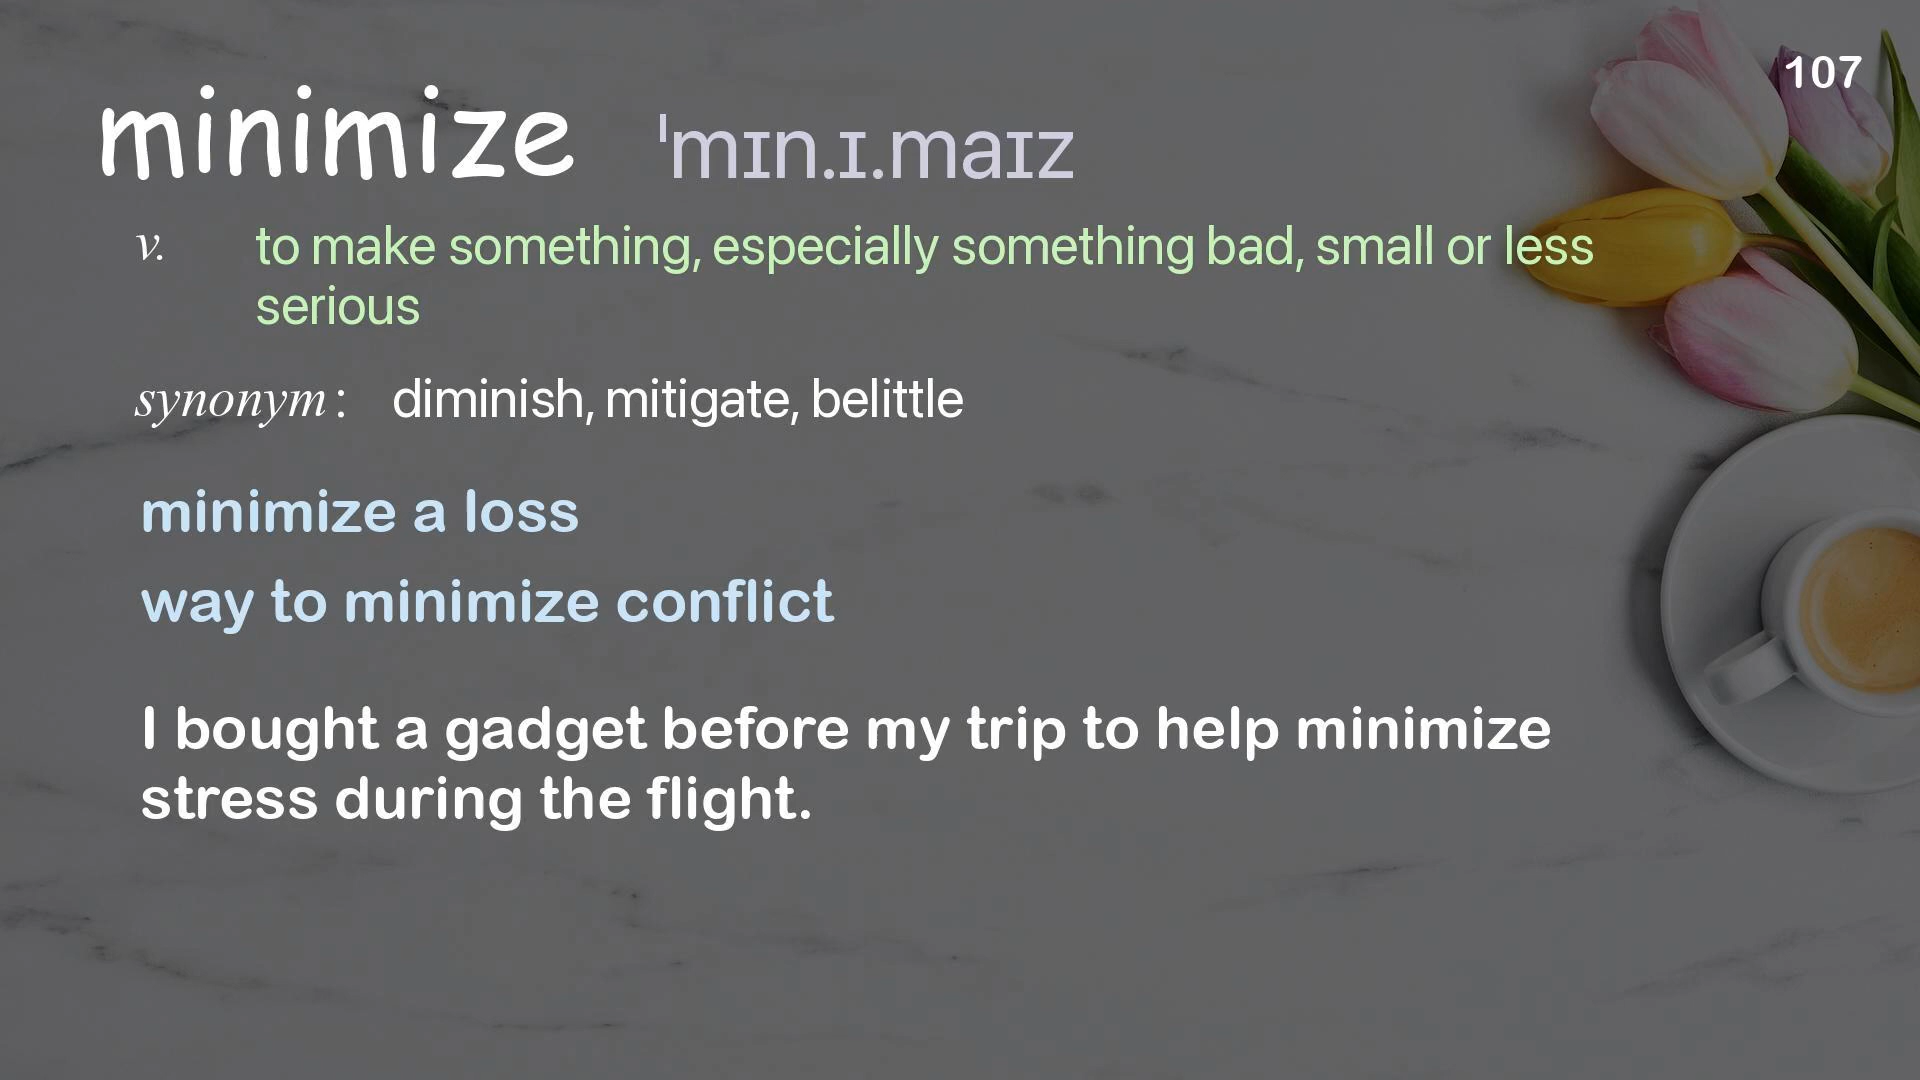 107
minimize ˈmɪn.ɪ.maɪz
v. to make something, especially something bad, small or less
serious
synonym : diminish, mitigate, belittle
minimize a loss
way to minimize conflict
I bought a gadget before my trip to help minimize
stress during the flight.